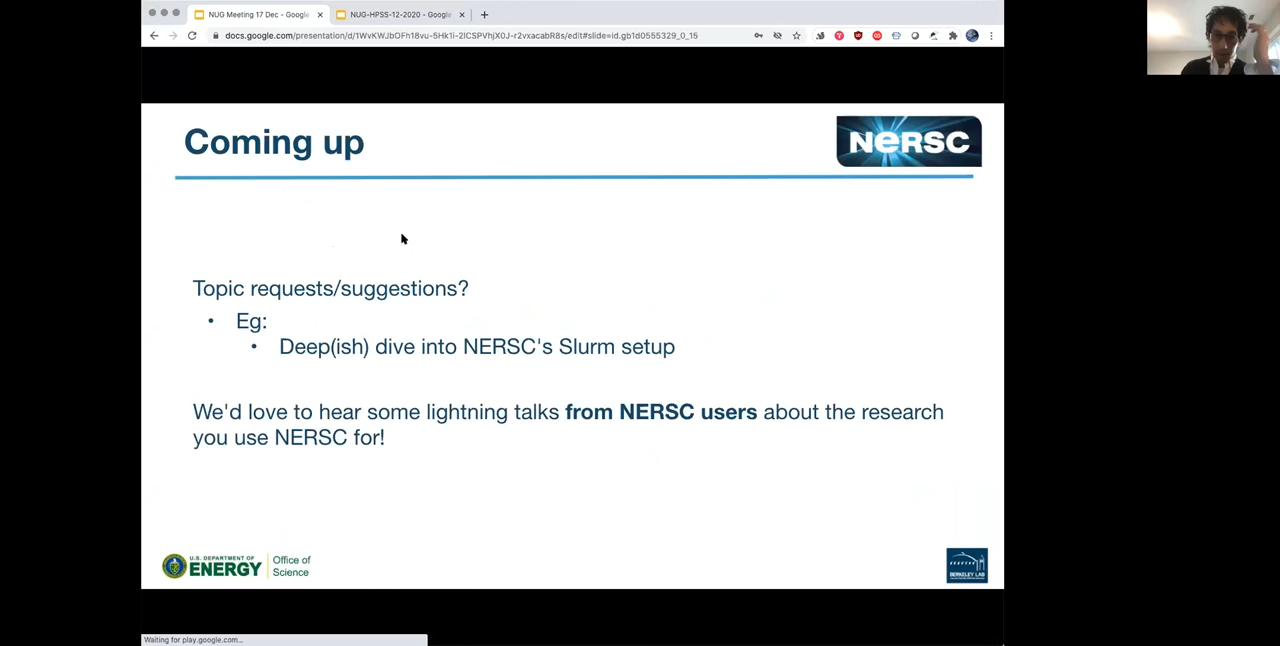 NUG Meeting 17 Dec - Google
NUG-HPSS-12-2020 - Google
docs.google.com/presentation/d/1WvKWJbOFh18vu-5Hk1i-2lCSPVhjX0J-r2vxacabR8s/edit#slide=id.gb1d0555329_0_15
Coming up
NERSC
Topic requests/suggestions?
• Eg:
• Deep(ish) dive into NERSC's Slurm setup
We'd love to hear some lightning talks from NERSC users about the research
you use NERSC for!
U.S. DEPARTMENT OF
ENERGY
Office of
Science
BERKELEY LAB
Waiting for play.google.com...